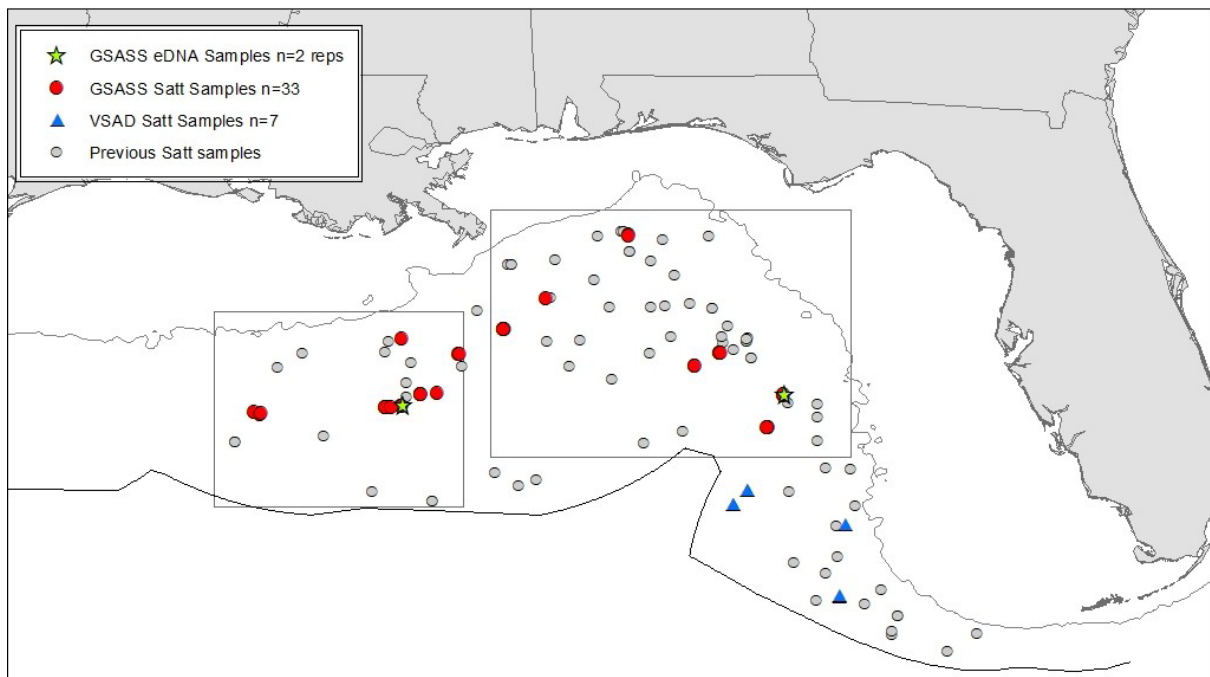 GSASS eDNA Samples n=2 reps
GSASS Satt Samples n=33
VSAD Satt Samples n=7
Previous Satt samples